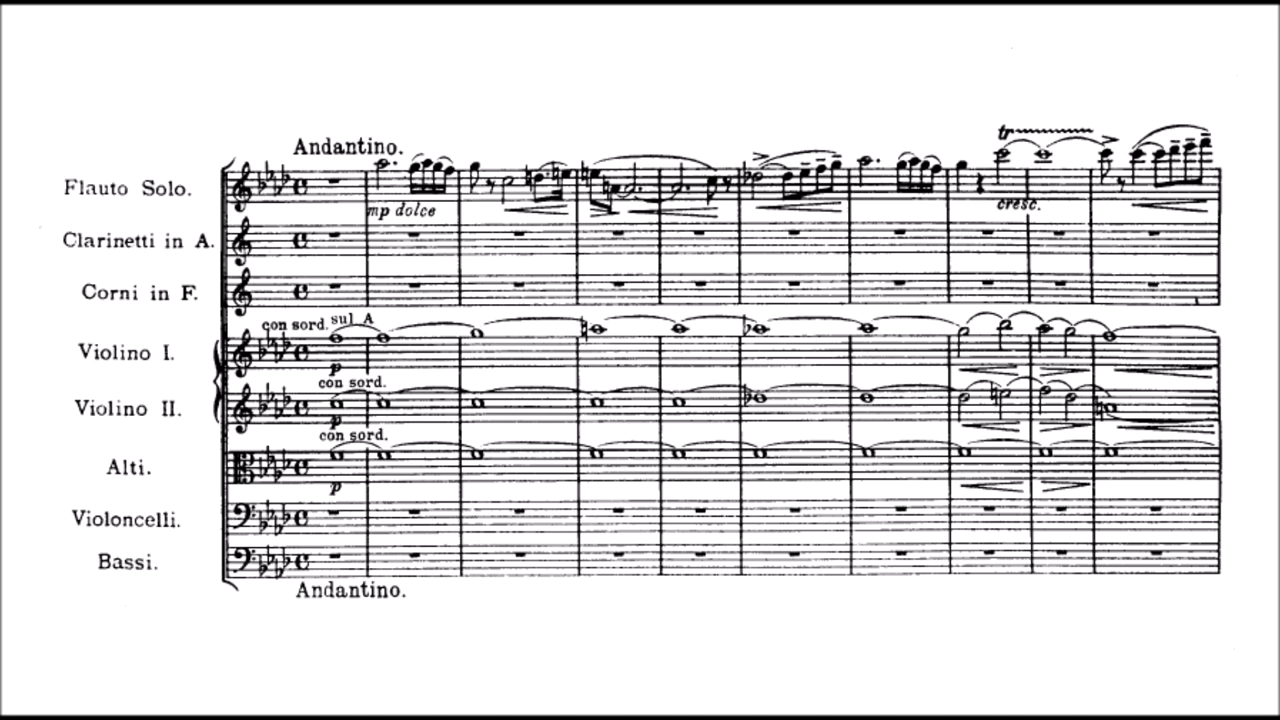 Andantino.
Flauto Solo.
mp dolce
tr
cresc.
Clarinetti in A.
Corni in F.
con sord. sul A
Violino I.
p
con sord.
Violino II.
p
con sord.
Alti.
p
Violoncelli.
Bassi.
Andantino.